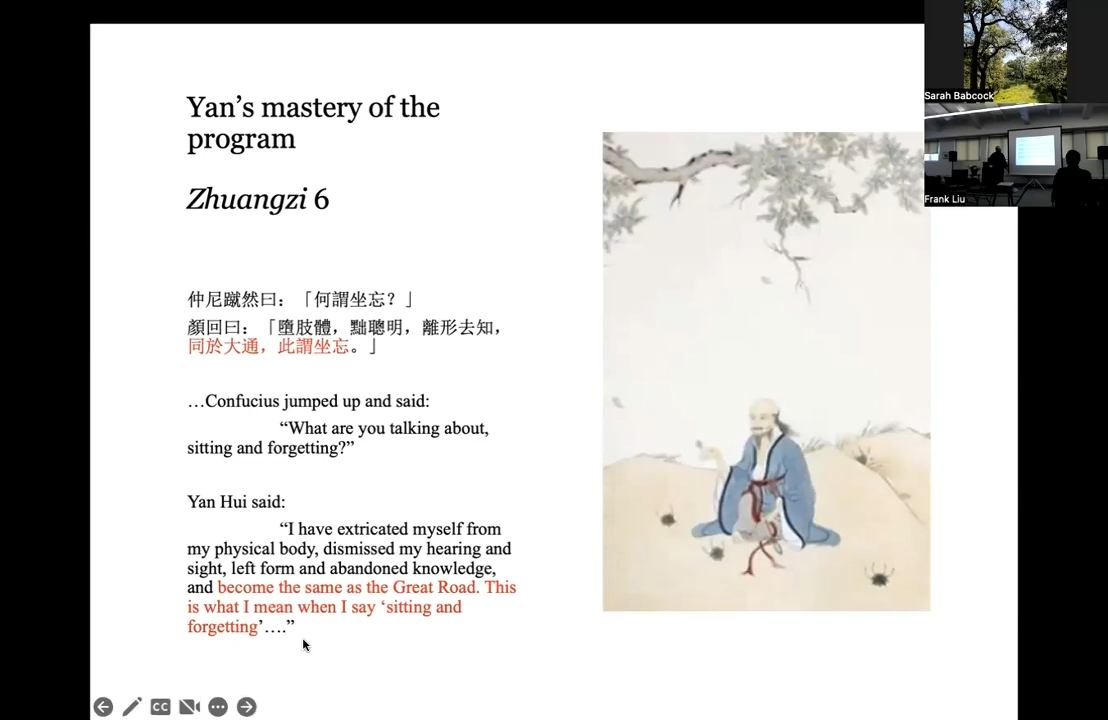 Yan’s mastery of the
program
Zhuangzi 6
仲尼蹴然曰：「何謂坐忘？」
顏回曰：「墮肢體，黜聰明，離形去知，
同於大通，此謂坐忘。」
…Confucius jumped up and said:
“What are you talking about,
sitting and forgetting?”
Yan Hui said:
“I have extricated myself from
my physical body, dismissed my hearing and
sight, left form and abandoned knowledge,
and become the same as the Great Road. This
is what I mean when I say ‘sitting and
forgetting’….”
Sarah Babcock
Frank Liu
CC